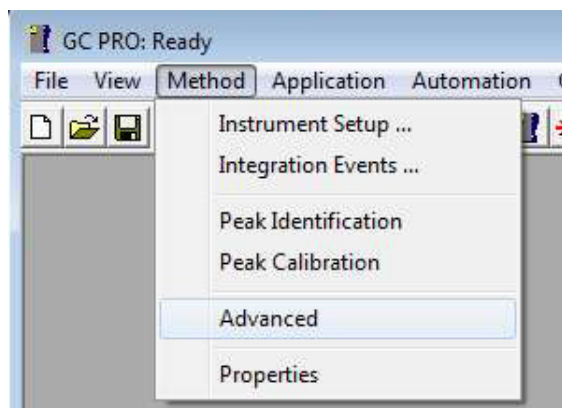 GC PRO: Ready
File View Method Application Automation
Instrument Setup ...
Integration Events ...
Peak Identification
Peak Calibration
Advanced
Properties